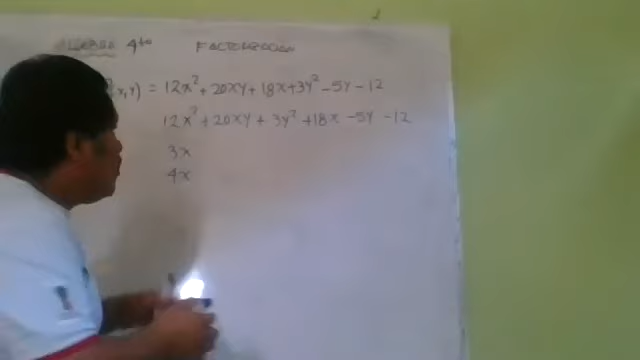 ALGEBRA 4to FACTORIZACION
x,y) = 12x² + 20xy + 18x + 3y² - 5y - 12
12x² + 20xy + 3y² + 18x - 5y - 12
3x
4x